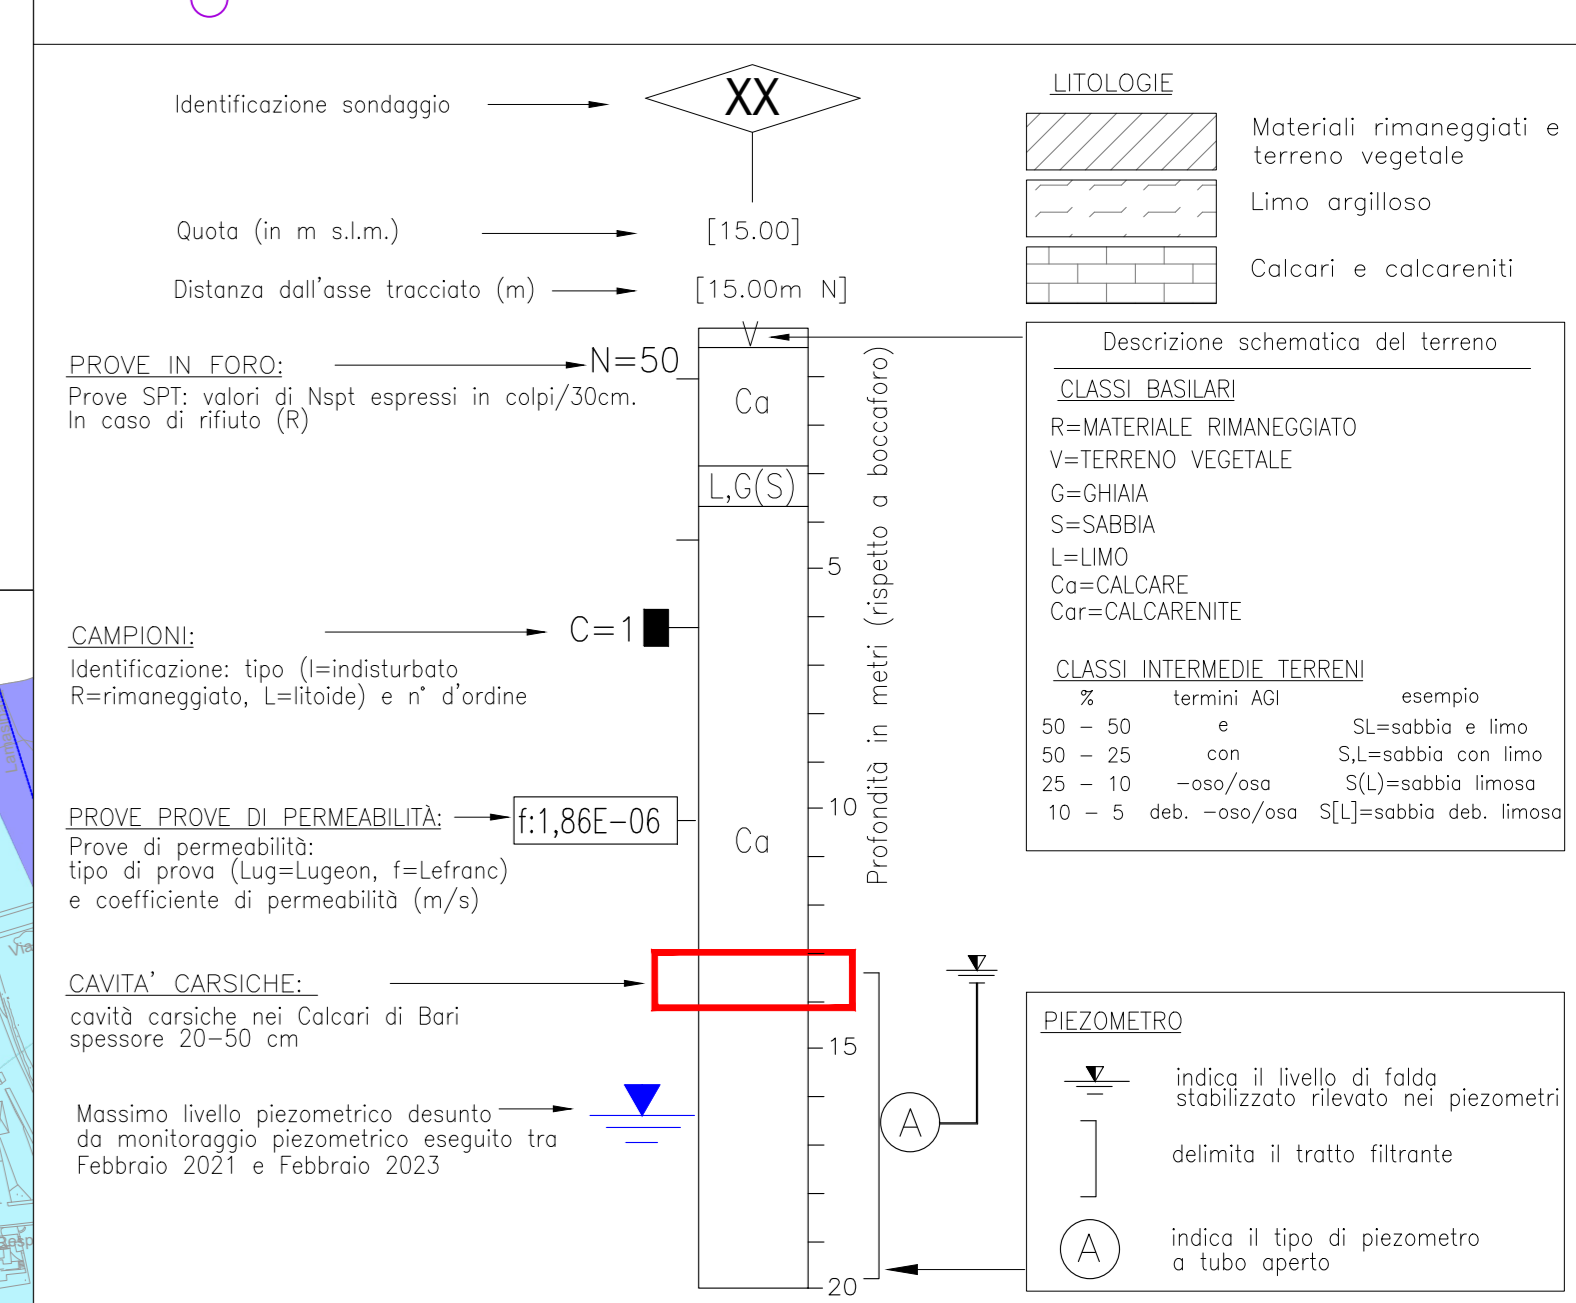 Identificazione sondaggio
XX
Quota (in m s.l.m.)
[15.00]
Distanza dall'asse tracciato (m)
[15.00m N]
V
PROVE IN FORO:
N=50
Prove SPT: valori di Nspt espressi in colpi/30cm.
In caso di rifiuto (R)
Ca
L,G(S)
5
CAMPIONI:
C=1
Identificazione: tipo (I=indisturbato
R=rimaneggiato, L=litoide) e n° d'ordine
PROVE PROVE DI PERMEABILITÀ:
f:1,86E-06
10
Ca
Prove di permeabilità:
tipo di prova (Lug=Lugeon, f=Lefranc)
e coefficiente di permeabilità (m/s)
Profondità in metri (rispetto a boccaforo)
CAVITA' CARSICHE:
cavità carsiche nei Calcari di Bari
spessore 20-50 cm
15
Massimo livello piezometrico desunto
da monitoraggio piezometrico eseguito tra
Febbraio 2021 e Febbraio 2023
A
20
LITOLOGIE
Materiali rimaneggiati e
terreno vegetale
Limo argilloso
Calcari e calcareniti
Descrizione schematica del terreno
CLASSI BASILARI
R=MATERIALE RIMANEGGIATO
V=TERRENO VEGETALE
G=GHIAIA
S=SABBIA
L=LIMO
Ca=CALCARE
Car=CALCARENITE
CLASSI INTERMEDIE TERRENI
% termini AGI esempio
50 - 50 e SL=sabbia e limo
50 - 25 con S,L=sabbia con limo
25 - 10 -oso/osa S(L)=sabbia limosa
10 - 5 deb. -oso/osa S[L]=sabbia deb. limosa
PIEZOMETRO
indica il livello di falda
stabilizzato rilevato nei piezometri
delimita il tratto filtrante
A
indica il tipo di piezometro
a tubo aperto
Via